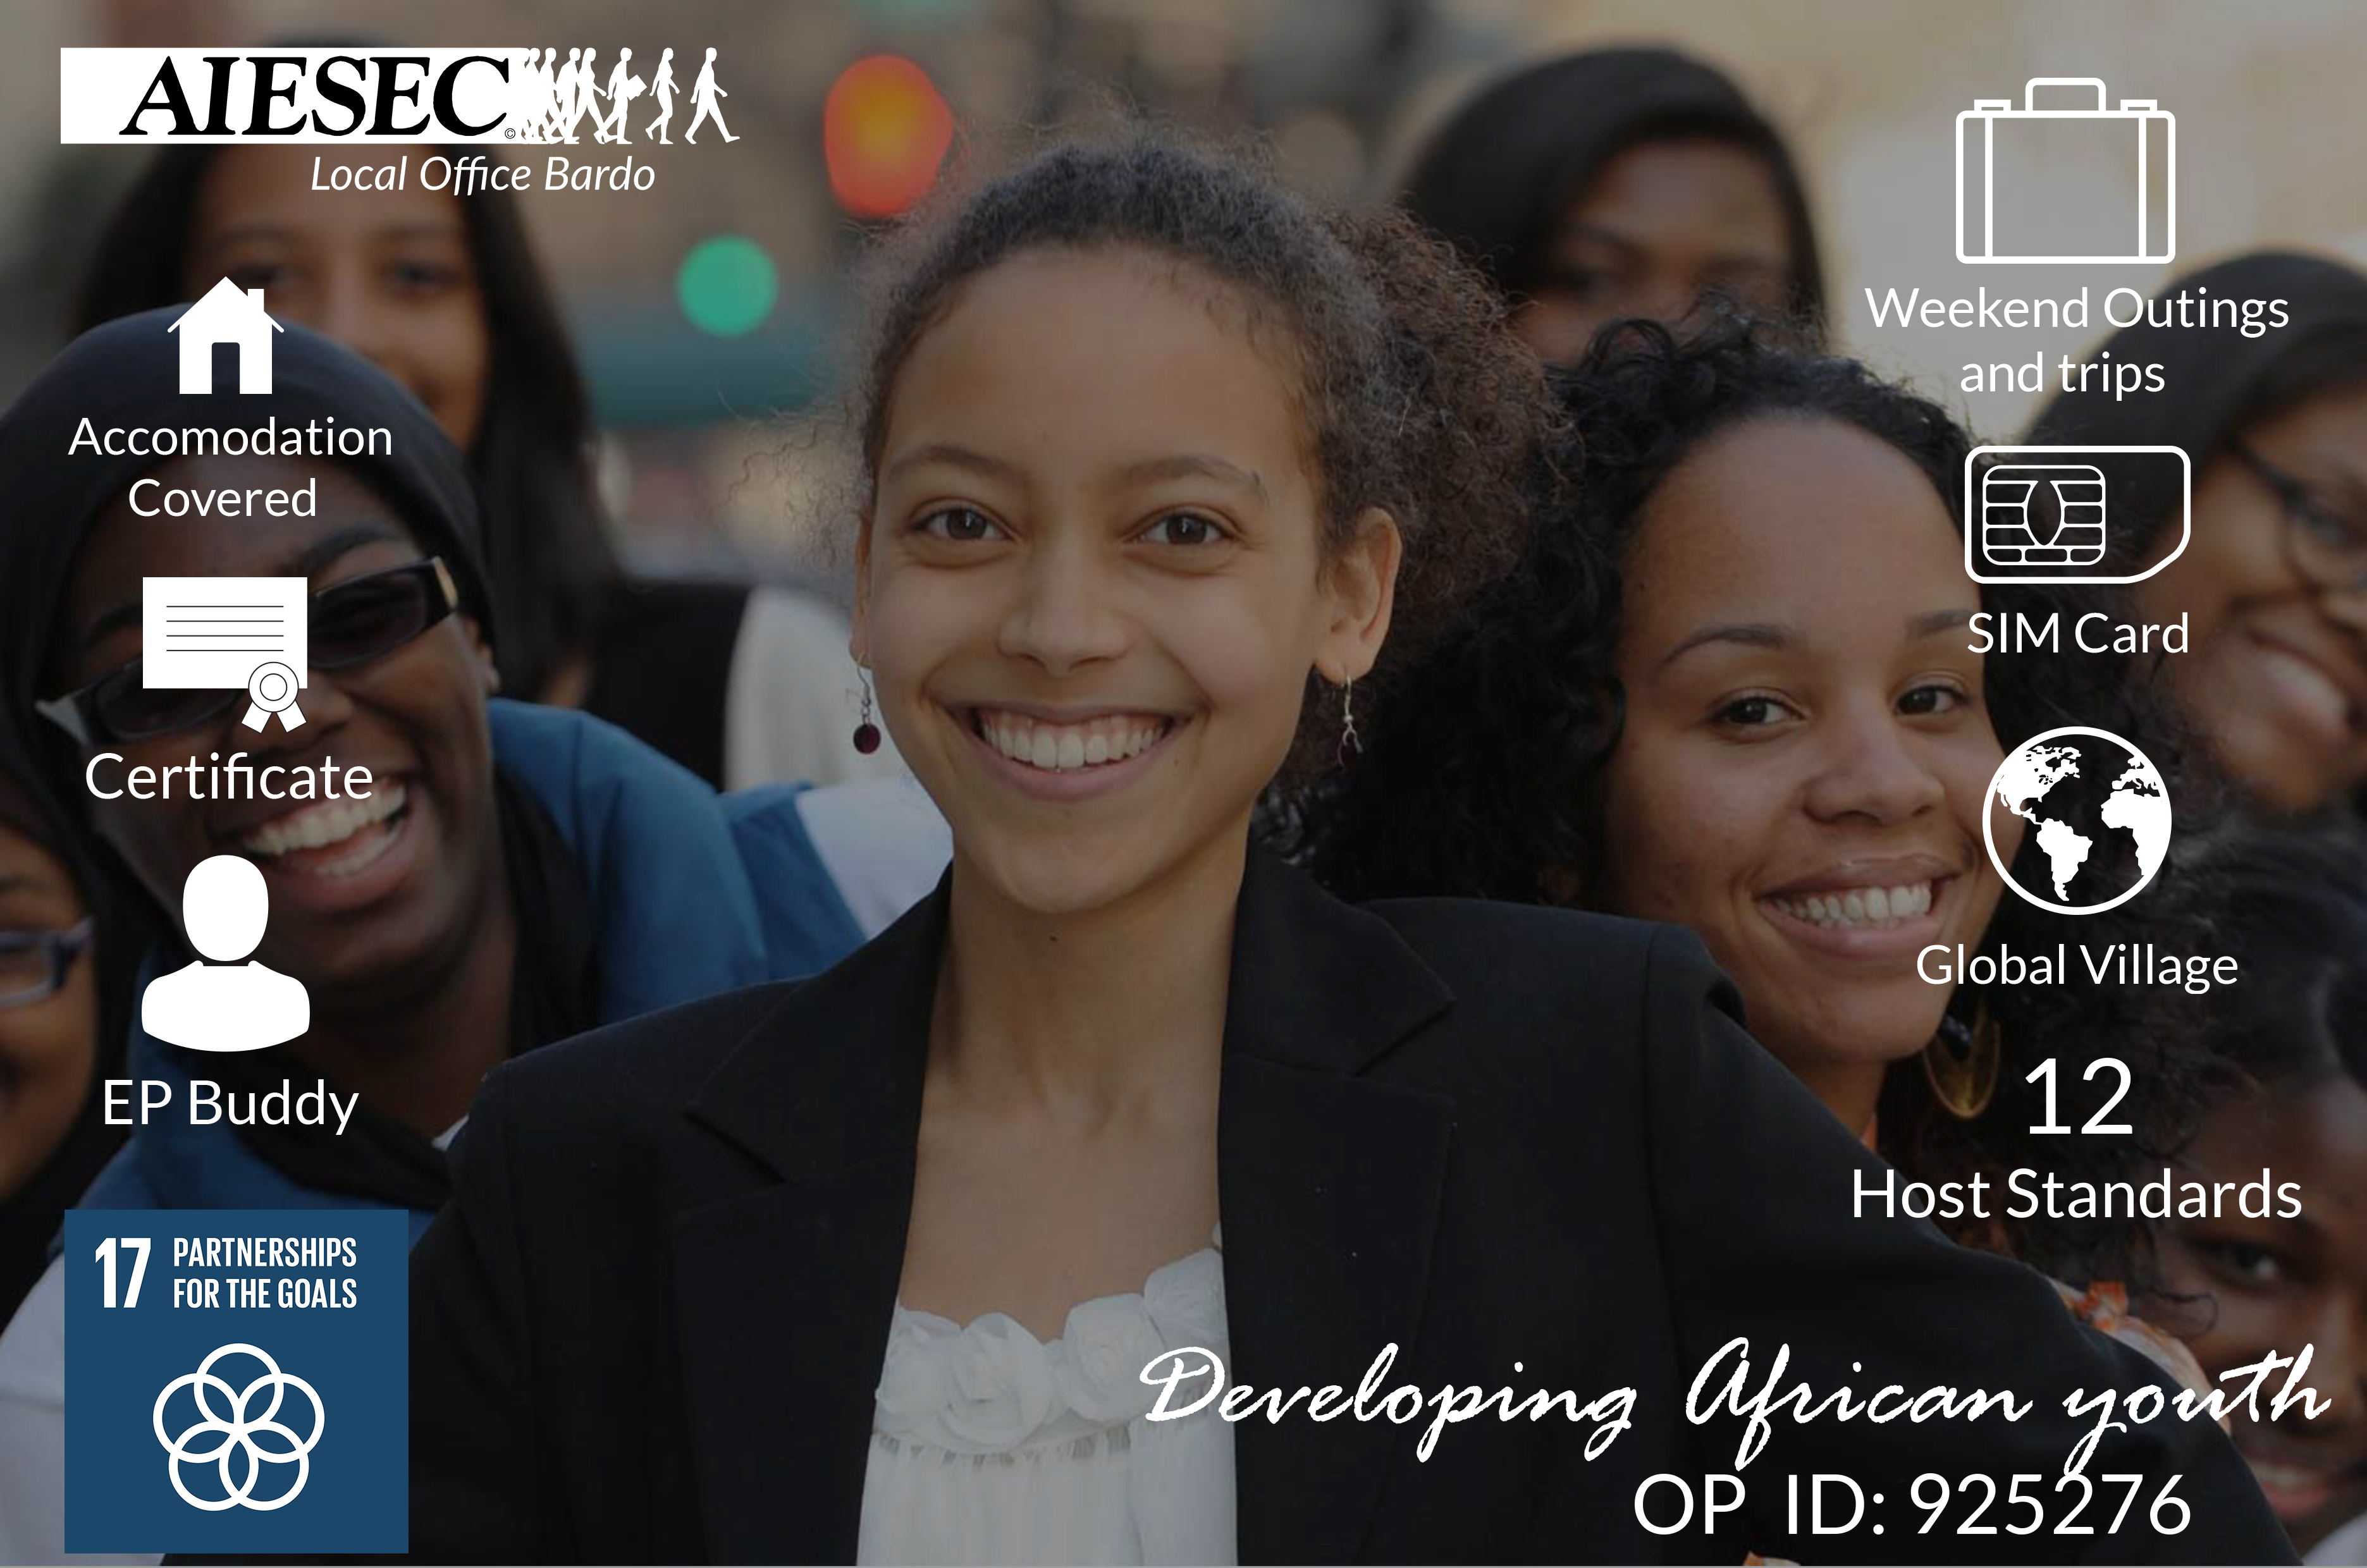 AIESEC
Local Office Bardo
Accomodation
Covered
Certificate
EP Buddy
17 PARTNERSHIPS
FOR THE GOALS
Weekend Outings
and trips
SIM Card
Global Village
12
Host Standards
Developing African youth
OP ID: 925276